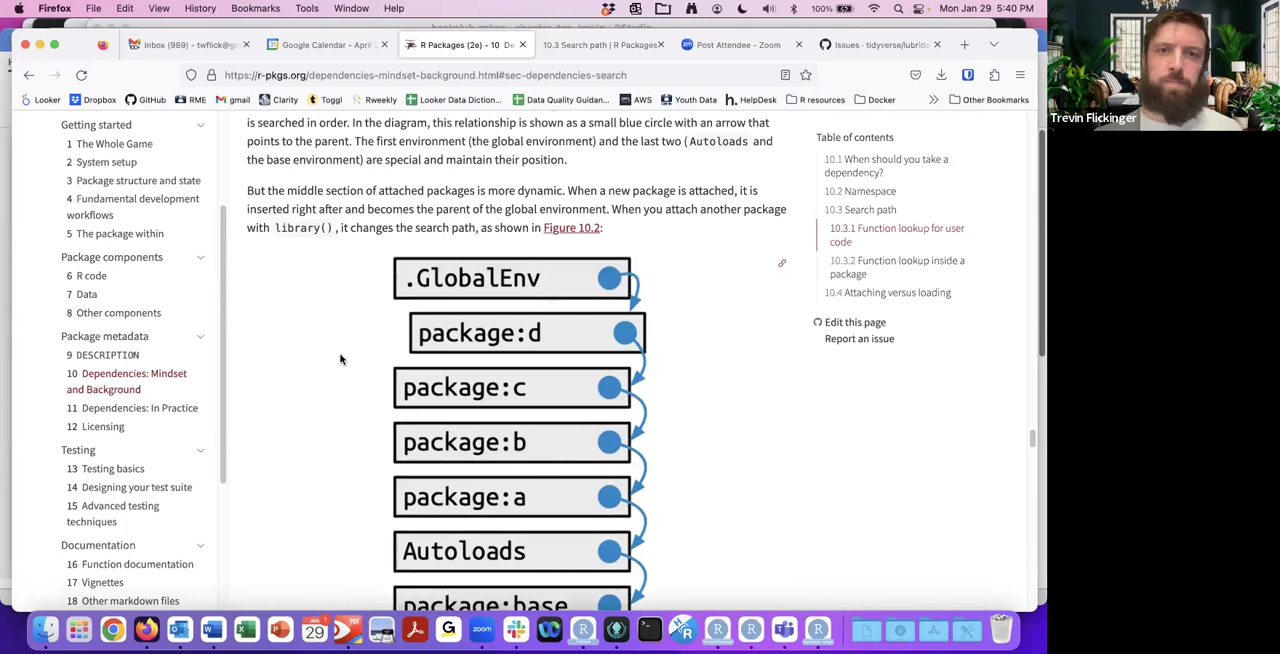 Firefox File Edit View History Bookmarks Tools Window Help 100% Mon Jan 29 5:40 PM
Inbox (989) - twflick@gr
Google Calendar - April
R Packages (2e) - 10 De
10.3 Search path | R Packages
Post Attendee - Zoom
Issues · tidyverse/lubrid
https://r-pkgs.org/dependencies-mindset-background.html#sec-dependencies-search
Looker Dropbox GitHub RME gmail Clarity Toggl Rweekly Looker Data Diction... Data Quality Guidan... AWS Youth Data HelpDesk R resources Docker Other Bookmarks
Getting started
1 The Whole Game
2 System setup
3 Package structure and state
4 Fundamental development
workflows
5 The package within
Package components
6 R code
7 Data
8 Other components
Package metadata
9 DESCRIPTION
10 Dependencies: Mindset
and Background
11 Dependencies: In Practice
12 Licensing
Testing
13 Testing basics
14 Designing your test suite
15 Advanced testing
techniques
Documentation
16 Function documentation
17 Vignettes
18 Other markdown files
is searched in order. In the diagram, this relationship is shown as a small blue circle with an arrow that
points to the parent. The first environment (the global environment) and the last two (Autoloads and
the base environment) are special and maintain their position.
But the middle section of attached packages is more dynamic. When a new package is attached, it is
inserted right after and becomes the parent of the global environment. When you attach another package
with library(), it changes the search path, as shown in Figure 10.2:
.GlobalEnv
package:d
package:c
package:b
package:a
Autoloads
package:base
Table of contents
10.1 When should you take a
dependency?
10.2 Namespace
10.3 Search path
10.3.1 Function lookup for user
code
10.3.2 Function lookup inside a
package
10.4 Attaching versus loading
Edit this page
Report an issue
Trevin Flickinger